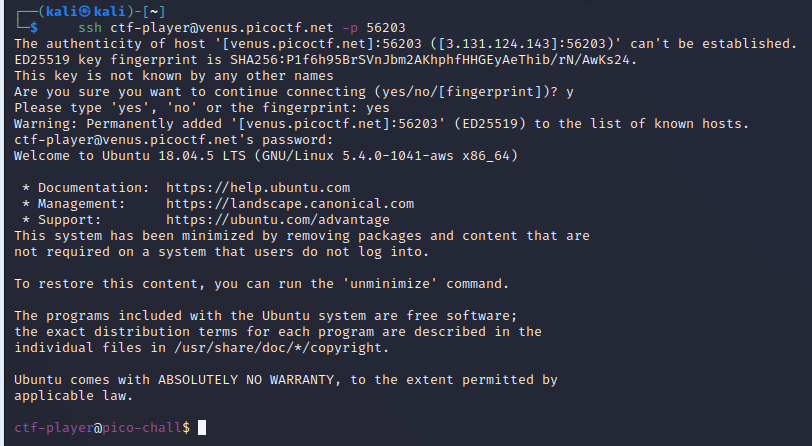 ┌──(kali㉿kali)-[~]
└─$     ssh ctf-player@venus.picoctf.net -p 56203
The authenticity of host '[venus.picoctf.net]:56203 ([3.131.124.143]:56203)' can't be established.
ED25519 key fingerprint is SHA256:P1f6h95BrSVnJbm2AKhphfHHGEyAeThib/rN/AwKs24.
This key is not known by any other names
Are you sure you want to continue connecting (yes/no/[fingerprint])? y
Please type 'yes', 'no' or the fingerprint: yes
Warning: Permanently added '[venus.picoctf.net]:56203' (ED25519) to the list of known hosts.
ctf-player@venus.picoctf.net's password:
Welcome to Ubuntu 18.04.5 LTS (GNU/Linux 5.4.0-1041-aws x86_64)

 * Documentation:  https://help.ubuntu.com
 * Management:     https://landscape.canonical.com
 * Support:        https://ubuntu.com/advantage
This system has been minimized by removing packages and content that are
not required on a system that users do not log into.

To restore this content, you can run the 'unminimize' command.

The programs included with the Ubuntu system are free software;
the exact distribution terms for each program are described in the
individual files in /usr/share/doc/*/copyright.

Ubuntu comes with ABSOLUTELY NO WARRANTY, to the extent permitted by
applicable law.

ctf-player@pico-chall$